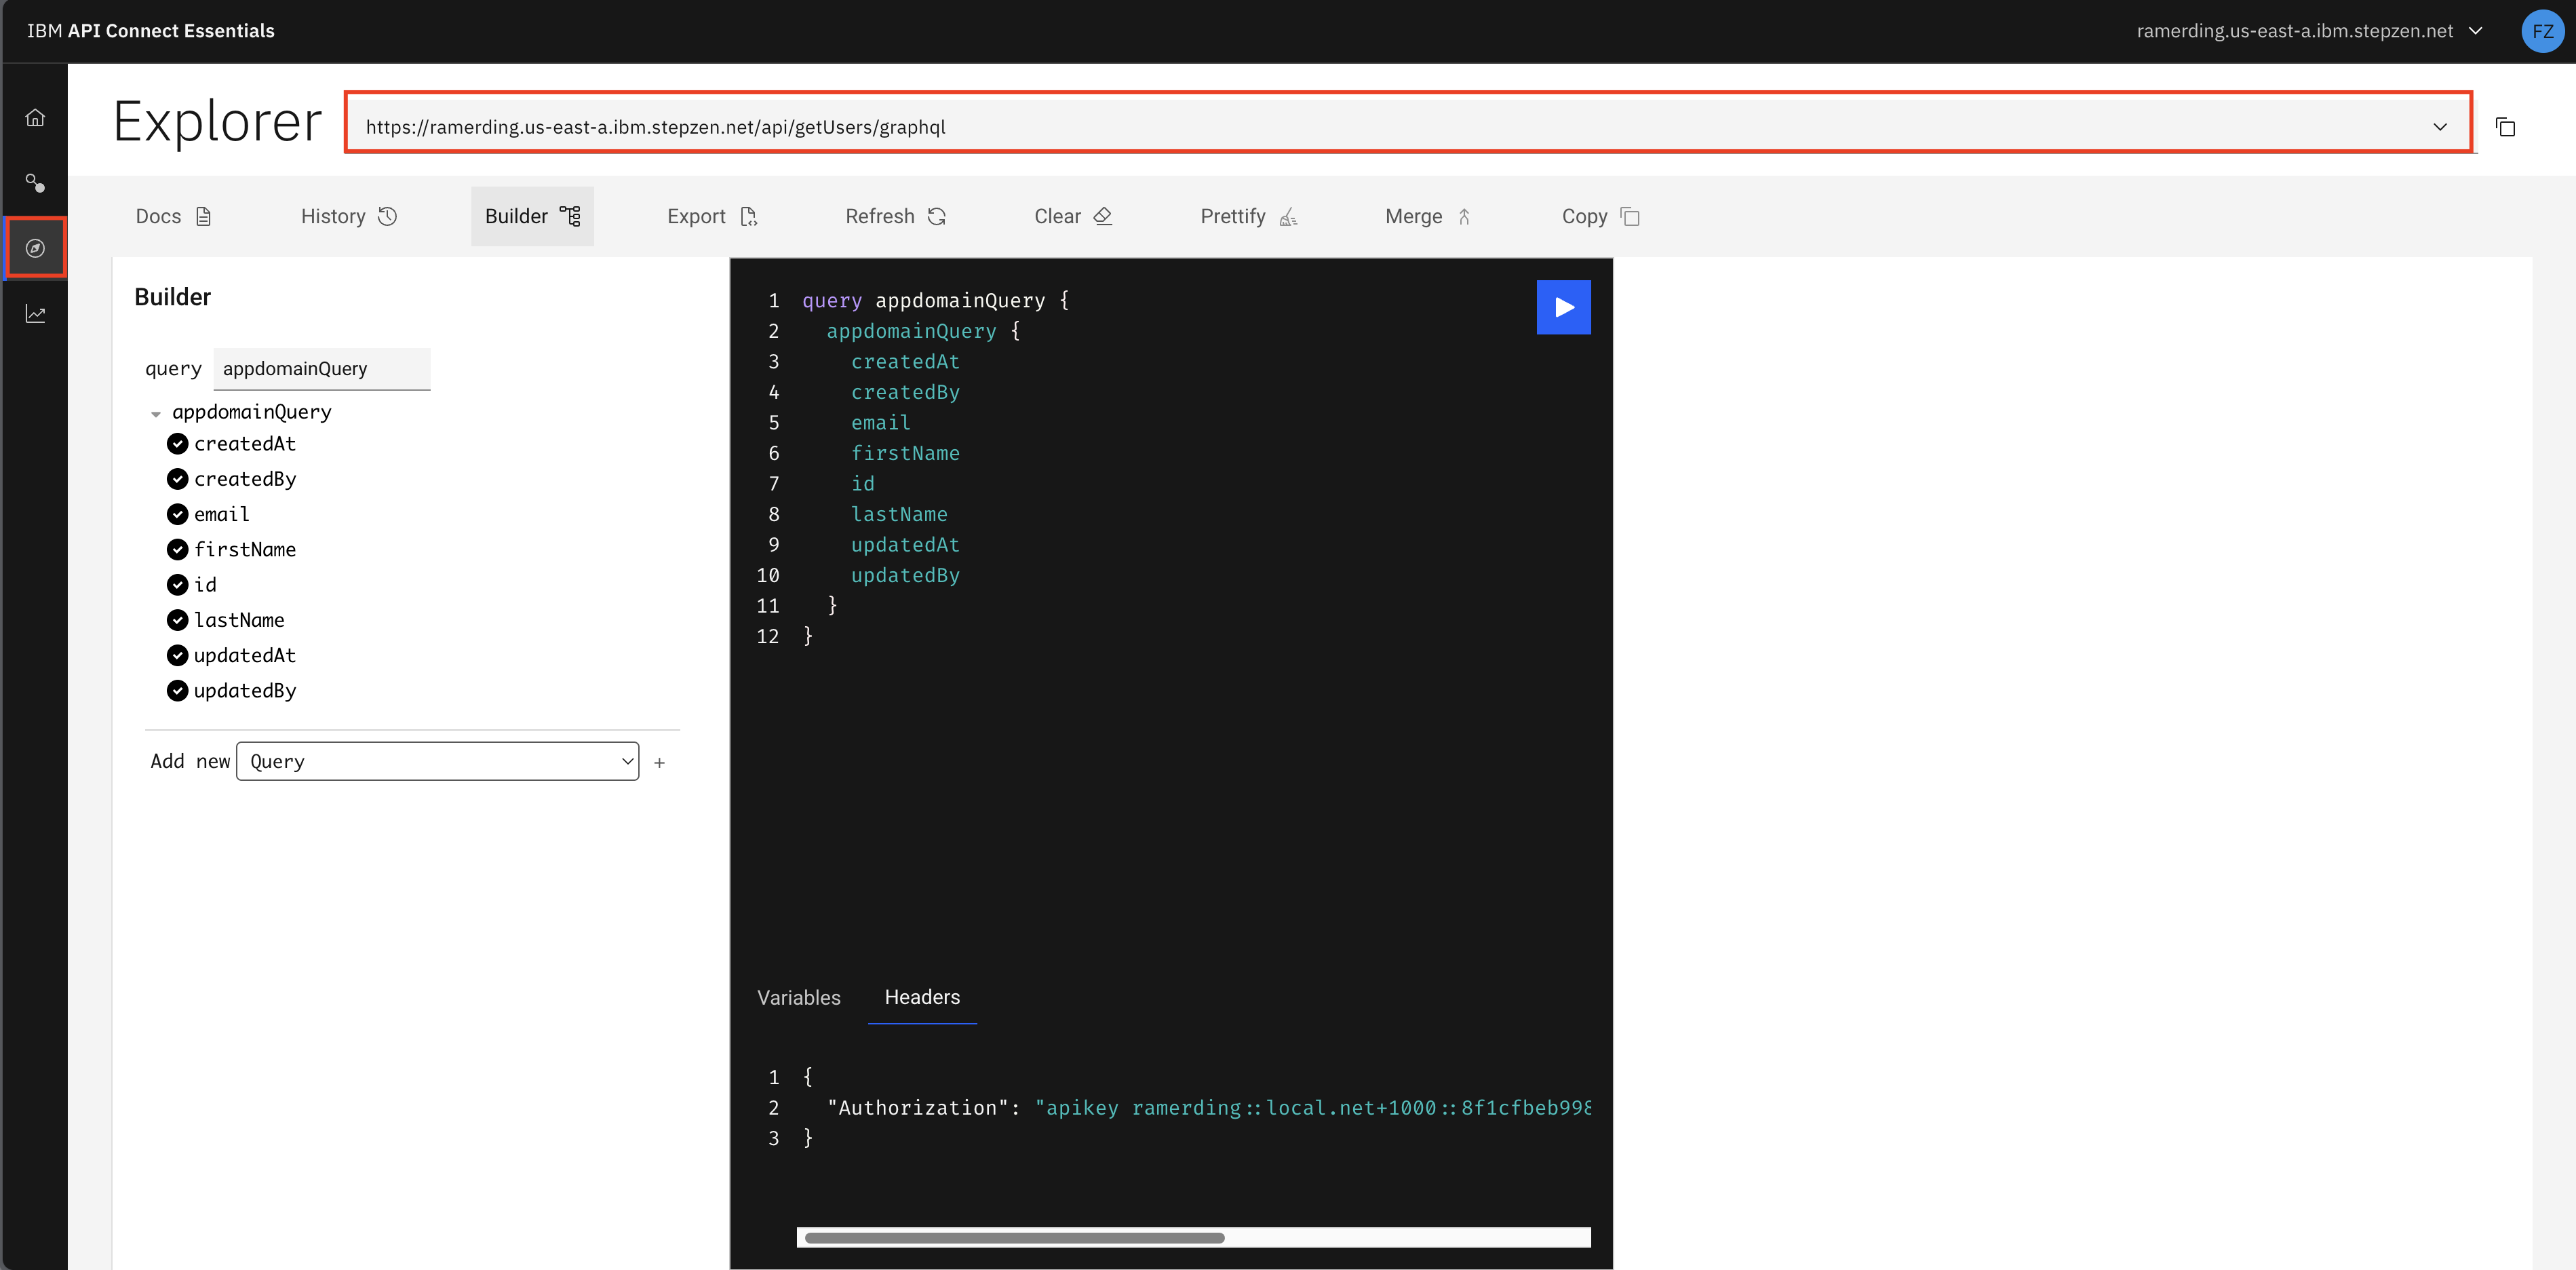 IBM API Connect Essentials
ramerding.us-east-a.ibm.stepzen.net
FZ
Explorer
https://ramerding.us-east-a.ibm.stepzen.net/api/getUsers/graphql
Docs
History
Builder
Export
Refresh
Clear
Prettify
Merge
Copy
Builder
query appdomainQuery
appdomainQuery
createdAt
createdBy
email
firstName
id
lastName
updatedAt
updatedBy
Add new Query +
1 query appdomainQuery {
2 appdomainQuery {
3 createdAt
4 createdBy
5 email
6 firstName
7 id
8 lastName
9 updatedAt
10 updatedBy
11 }
12 }
Variables
Headers
1 {
2 "Authorization": "apikey ramerding::local.net+1000::8f1cfbeb998
3 }